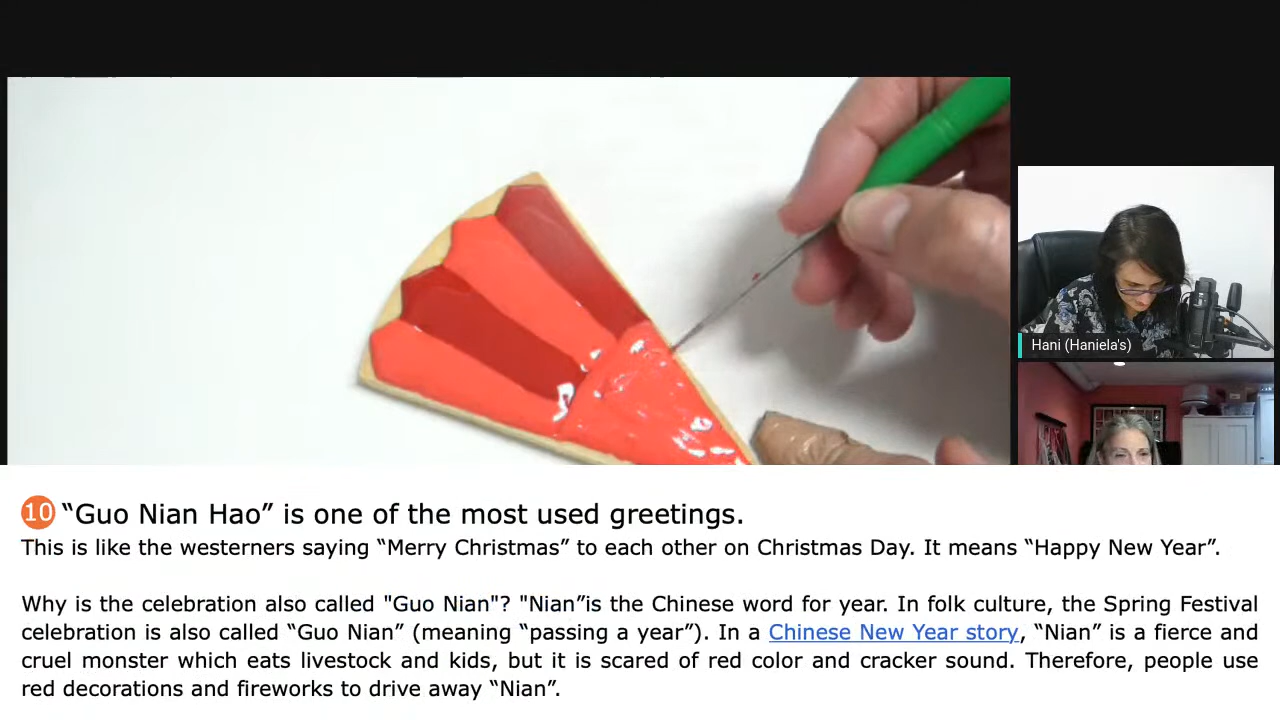 Hani (Haniela's)
10 “Guo Nian Hao” is one of the most used greetings.
This is like the westerners saying “Merry Christmas” to each other on Christmas Day. It means “Happy New Year”.
Why is the celebration also called "Guo Nian"? "Nian”is the Chinese word for year. In folk culture, the Spring Festival
celebration is also called “Guo Nian” (meaning “passing a year”). In a Chinese New Year story, “Nian” is a fierce and
cruel monster which eats livestock and kids, but it is scared of red color and cracker sound. Therefore, people use
red decorations and fireworks to drive away “Nian”.